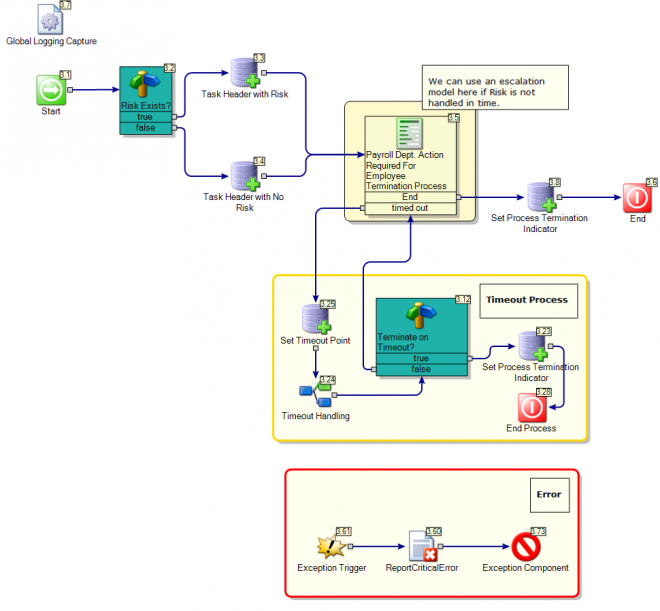 3.7
Global Logging Capture
3.1
Start
3.2
Risk Exists?
true
false
3.3
Task Header with Risk
3.4
Task Header with No
Risk
We can use an escalation
model here if Risk is not
handled in time.
3.5
Payroll Dept. Action
Required For
Employee
Termination Process
End
timed out
3.8
Set Process Termination
Indicator
3.6
End
Timeout Process
3.25
Set Timeout Point
3.24
Timeout Handling
3.12
Terminate on
Timeout?
true
false
3.23
Set Process Termination
Indicator
3.28
End Process
Error
3.61
Exception Trigger
3.60
ReportCriticalError
3.73
Exception Component